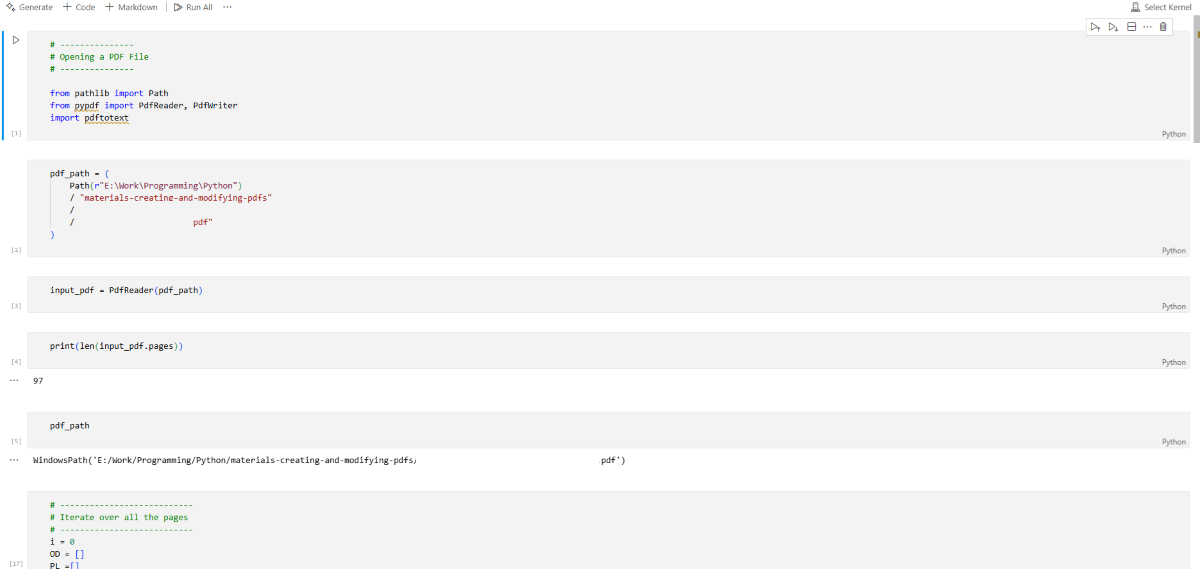 Generate + Code + Markdown Run All ... Select Kernel
# ---------------
# Opening a PDF File
# ---------------
from pathlib import Path
from pypdf import PdfReader, PdfWriter
import pdftotext
[1] Python
pdf_path = (
Path(r"E:\Work\Programming\Python")
/ "materials-creating-and-modifying-pdfs"
/
/ pdf"
)
[2] Python
input_pdf = PdfReader(pdf_path)
[3] Python
print(len(input_pdf.pages))
[4] Python
... 97
pdf_path
[5] Python
... WindowsPath('E:/Work/Programming/Python/materials-creating-and-modifying-pdfs/ .pdf')
# ---------------------------
# Iterate over all the pages
# ---------------------------
i = 0
OD = []
[17] PL =[]